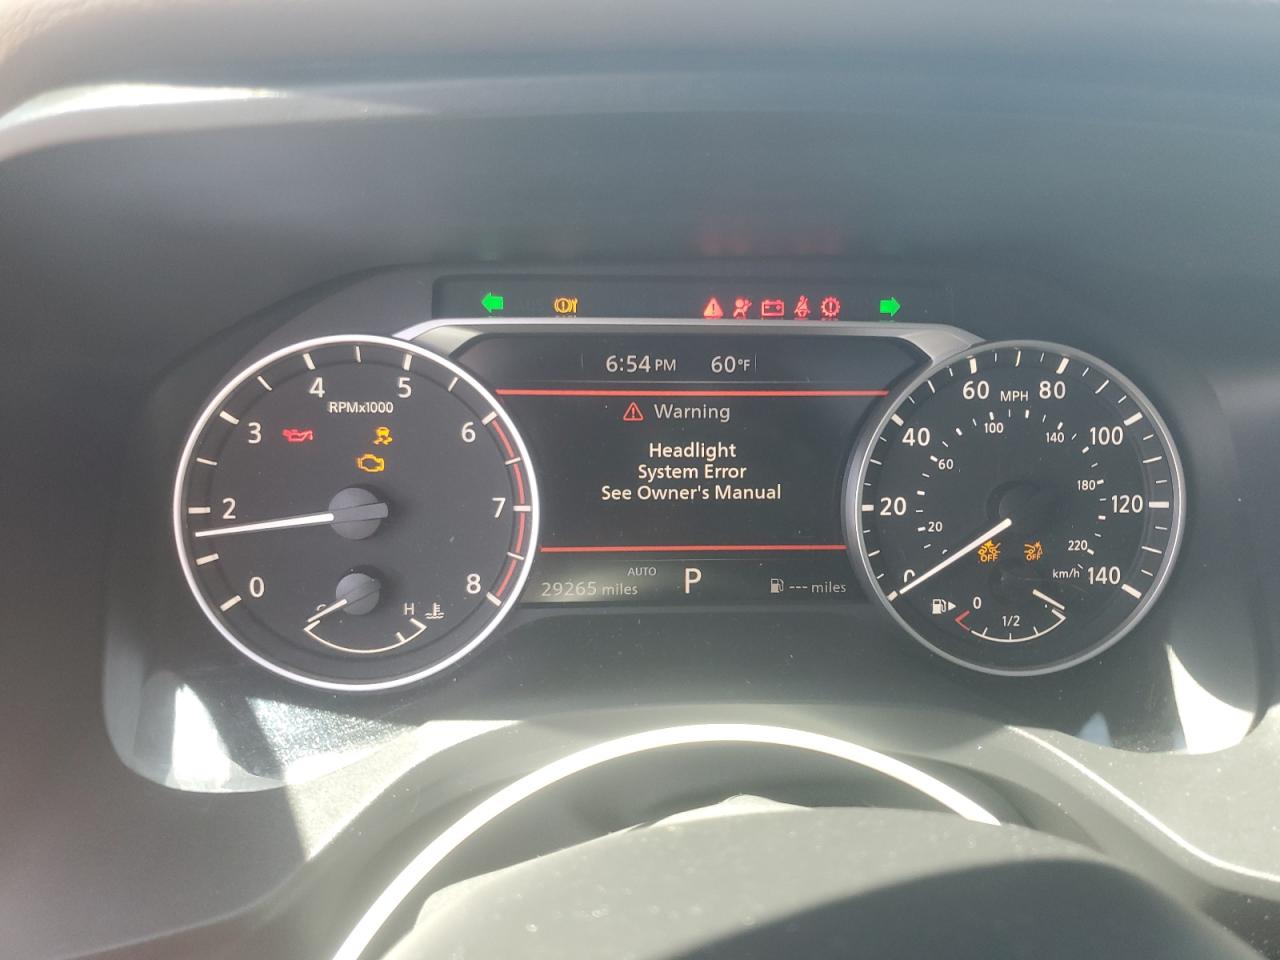 6:54 PM 60°F
Warning
Headlight
System Error
See Owner's Manual
AUTO
29265 miles P --- miles
4 5
RPMx1000
3 6
2 7
0 8
H
60 MPH 80
100 140
40 100
60 180
20 120
20 220
OFF OFF
0 km/h 140
0
1/2